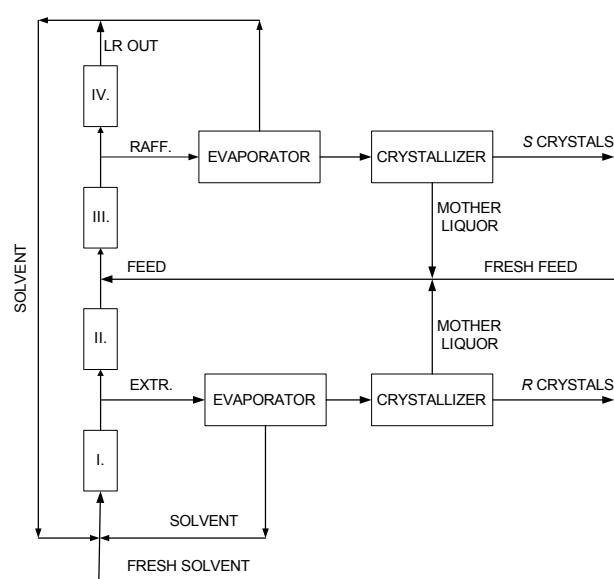 LR OUT
IV.
RAFF.
EVAPORATOR
CRYSTALLIZER
S CRYSTALS
MOTHER
LIQUOR
III.
SOLVENT
FEED
FRESH FEED
II.
MOTHER
LIQUOR
EXTR.
EVAPORATOR
CRYSTALLIZER
R CRYSTALS
I.
SOLVENT
FRESH SOLVENT